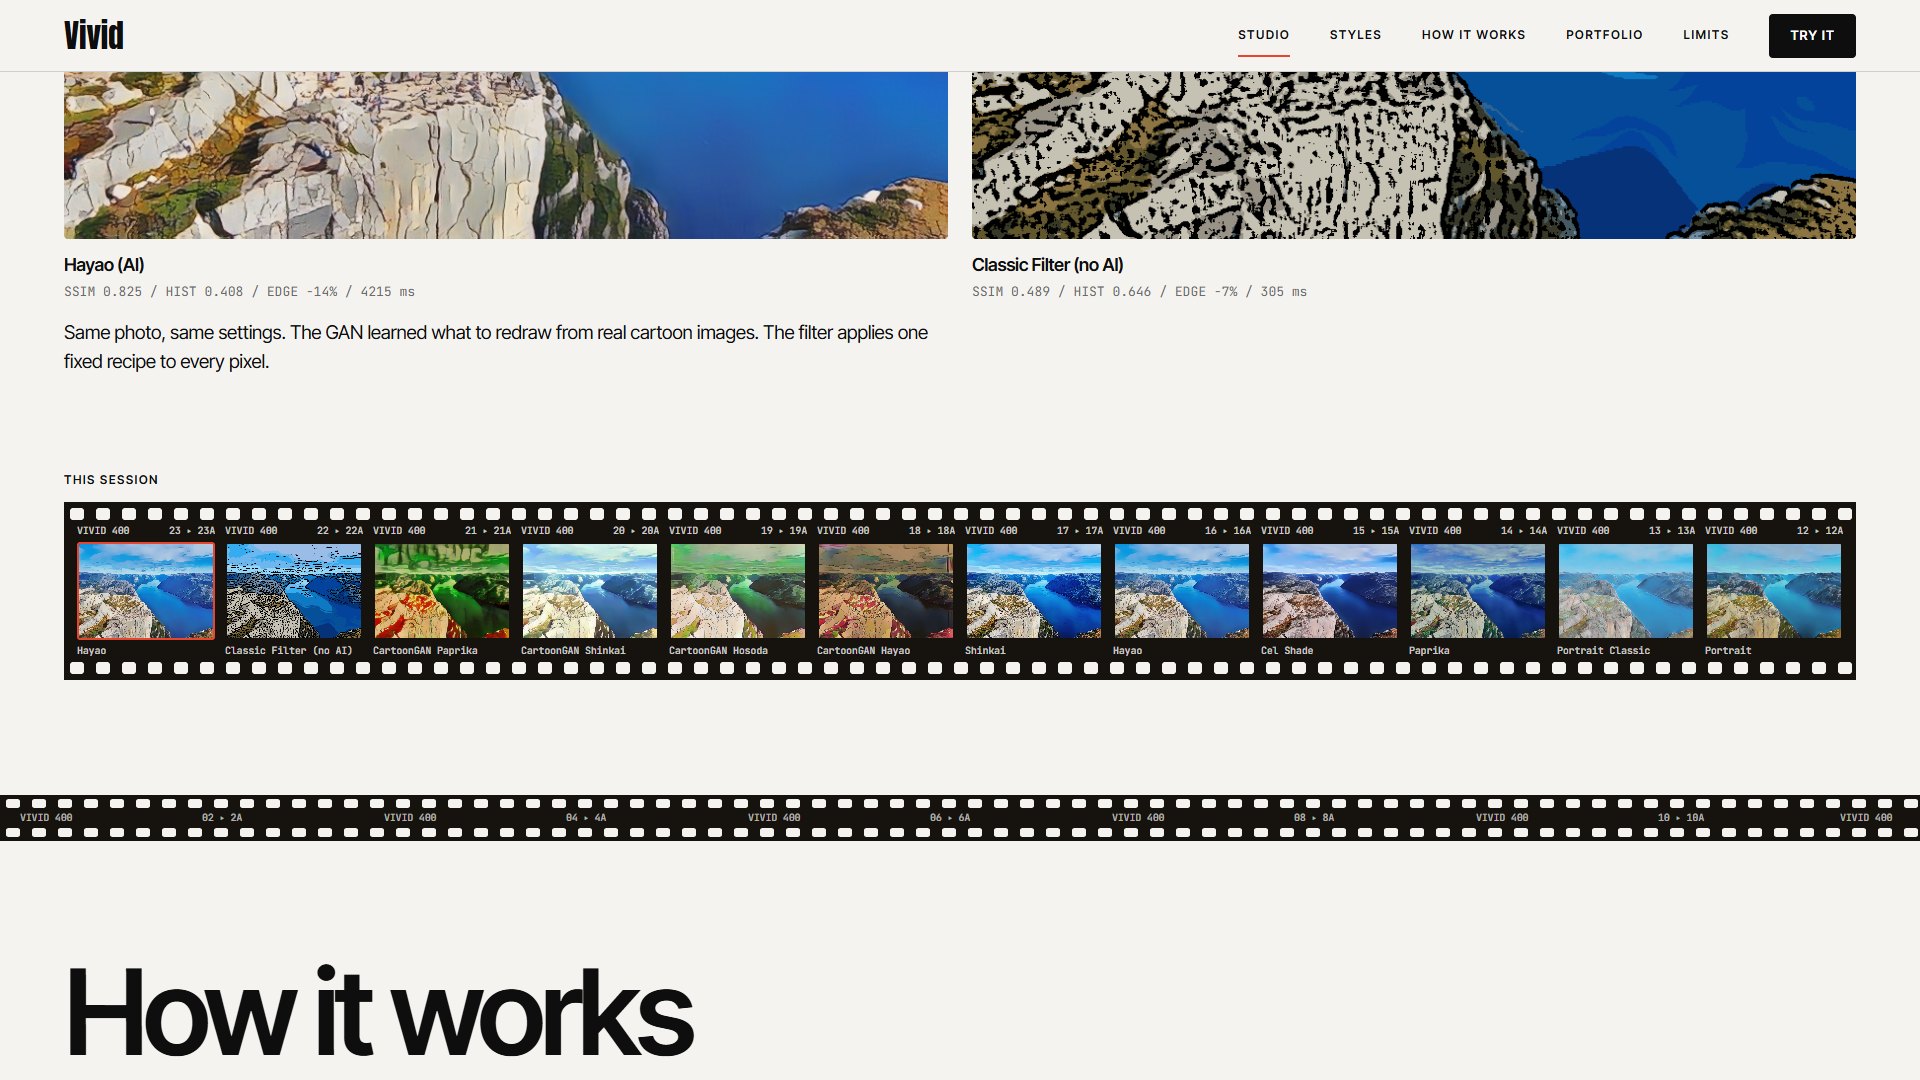 Vivid
STUDIO STYLES HOW IT WORKS PORTFOLIO LIMITS TRY IT
Hayao (AI)
SSIM 0.825 / HIST 0.408 / EDGE -14% / 4215 ms
Same photo, same settings. The GAN learned what to redraw from real cartoon images. The filter applies one
fixed recipe to every pixel.
Classic Filter (no AI)
SSIM 0.489 / HIST 0.646 / EDGE -7% / 305 ms
THIS SESSION
VIVID 400 23 ▸ 23A VIVID 400 22 ▸ 22A VIVID 400 21 ▸ 21A VIVID 400 20 ▸ 20A VIVID 400 19 ▸ 19A VIVID 400 18 ▸ 18A VIVID 400 17 ▸ 17A VIVID 400 16 ▸ 16A VIVID 400 15 ▸ 15A VIVID 400 14 ▸ 14A VIVID 400 13 ▸ 13A VIVID 400 12 ▸ 12A
Hayao Classic Filter (no AI) CartoonGAN Paprika CartoonGAN Shinkai CartoonGAN Hosoda CartoonGAN Hayao Shinkai Hayao Cel Shade Paprika Portrait Classic Portrait
VIVID 400 02 ▸ 2A VIVID 400 04 ▸ 4A VIVID 400 06 ▸ 6A VIVID 400 08 ▸ 8A VIVID 400 10 ▸ 10A VIVID 400
How it works